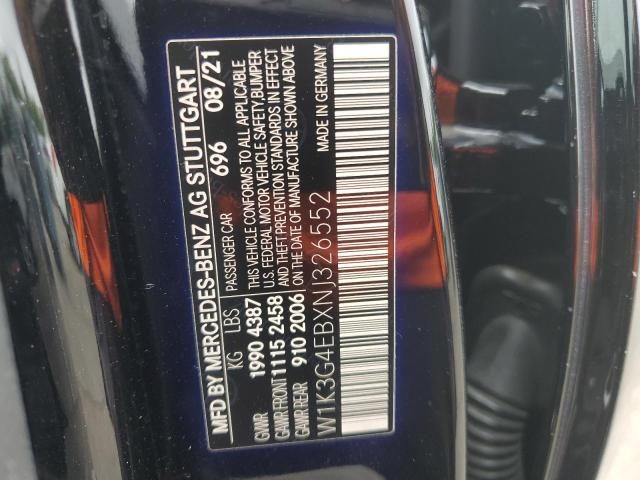 MFD BY MERCEDES-BENZ AG STUTTGART
KG LBS PASSENGER CAR 696 08/21
GAWR 1990 4387 THIS VEHICLE CONFORMS TO ALL APPLICABLE
U.S. FEDERAL MOTOR VEHICLE SAFETY,BUMPER
GAWR FRONT 1115 2458 AND THEFT PREVENTION STANDARDS IN EFFECT
GAWR REAR 910 2006 ON THE DATE OF MANUFACTURE SHOWN ABOVE
W1K3G4EBXNJ326552 MADE IN GERMANY